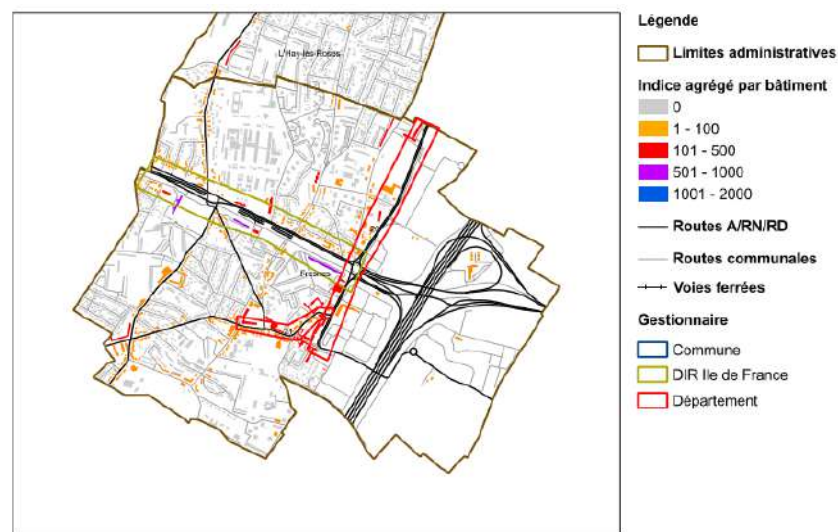 L'Hay-les-Roses
Fresnes
Légende
Limites administratives
Indice agrégé par bâtiment
0
1 - 100
101 - 500
501 - 1000
1001 - 2000
Routes A/RN/RD
Routes communales
Voies ferrées
Gestionnaire
Commune
DIR Ile de France
Département